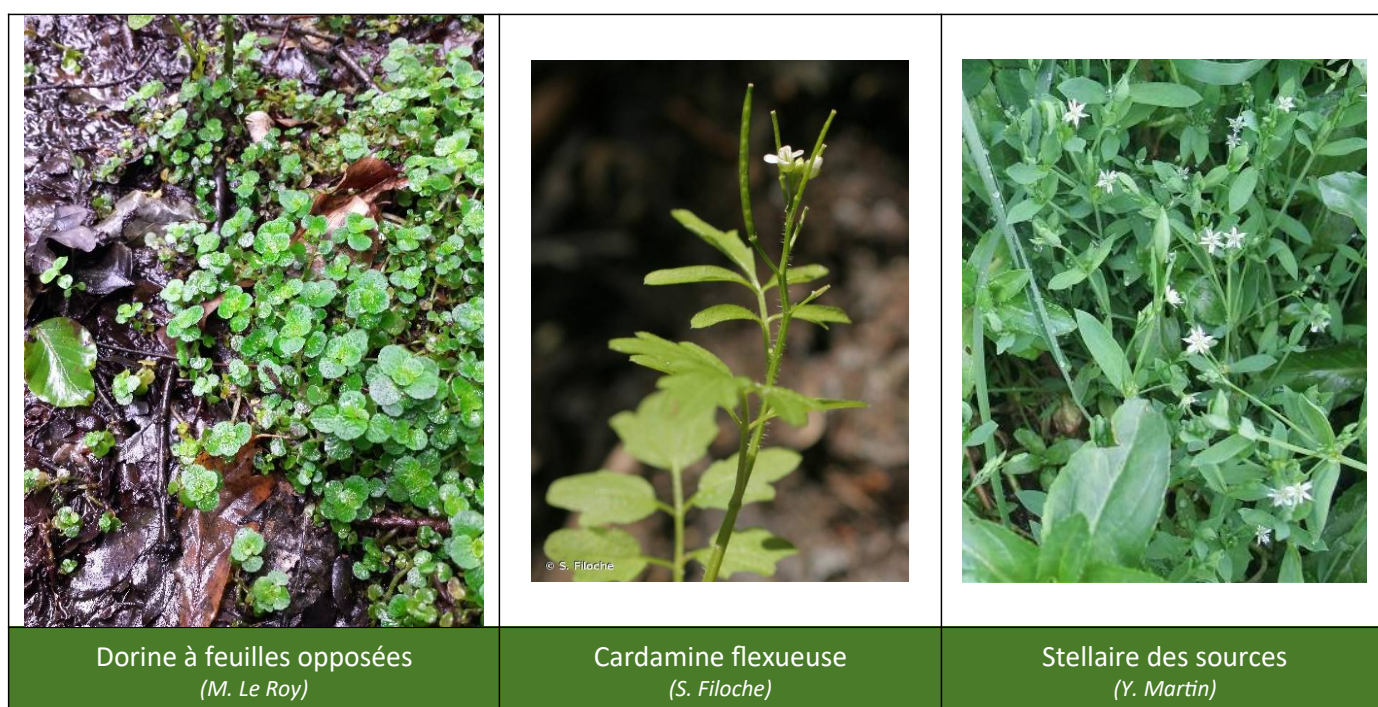 © S. Filoche
Dorine à feuilles opposées
(M. Le Roy)
Cardamine flexueuse
(S. Filoche)
Stellaire des sources
(Y. Martin)